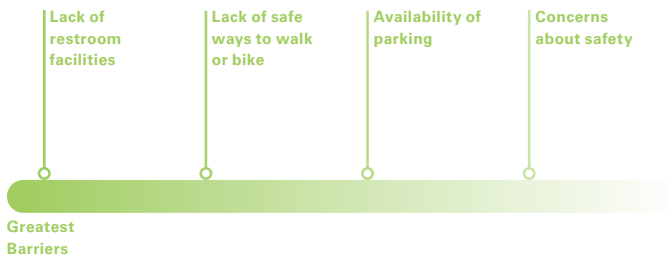 Lack of
restroom
facilities
Lack of safe
ways to walk
or bike
Availability of
parking
Concerns
about safety
Greatest
Barriers